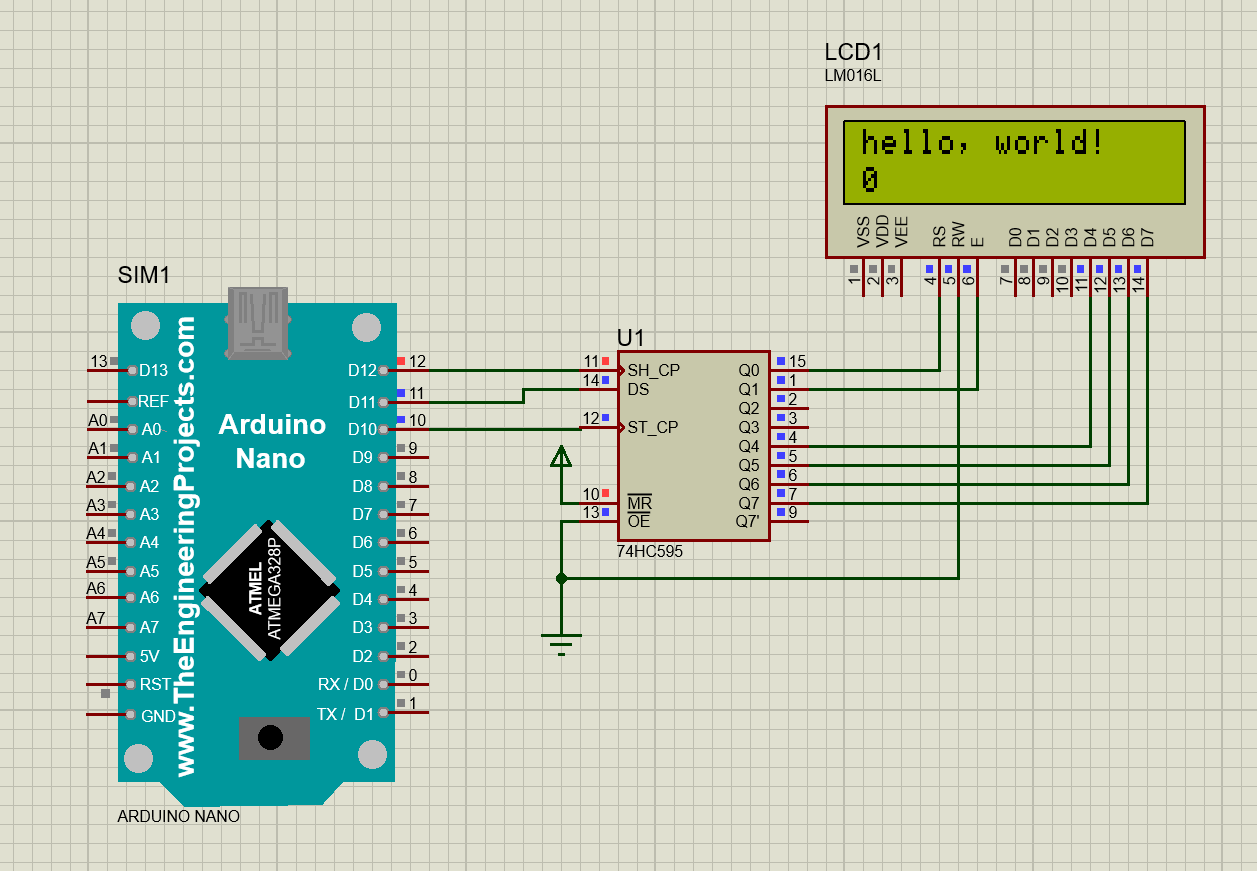 LCD1
LM016L
hello, world!
0
VSS VDD VEE RS RW E D0 D1 D2 D3 D4 D5 D6 D7
1 2 3 4 5 6 7 8 9 10 11 12 13 14
SIM1
www.TheEngineeringProjects.com
Arduino
Nano
ATMEL
ATMEGA328P
13 D13
REF
A0 A0
A1 A1
A2 A2
A3 A3
A4 A4
A5 A5
A6 A6
A7 A7
5V
RST
GND
D12 12
D11 11
D10 10
D9 9
D8 8
D7 7
D6 6
D5 5
D4 4
D3 3
D2 2
RX / D0 0
TX / D1 1
ARDUINO NANO
U1
11 SH_CP Q0 15
14 DS Q1 1
Q2 2
12 ST_CP Q3 3
Q4 4
Q5 5
Q6 6
10 MR Q7 7
13 OE Q7' 9
74HC595